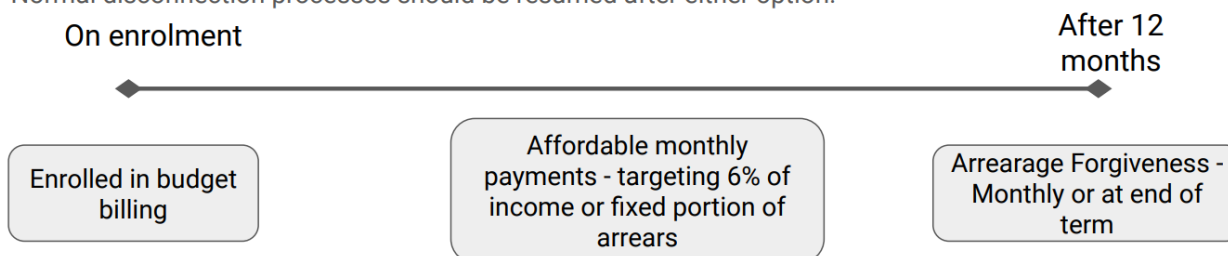 Normal disconnection processes should be resumed after either option.
On enrolment
After 12
months
Enrolled in budget
billing
Affordable monthly
payments - targeting 6% of
income or fixed portion of
arrears
Arrearage Forgiveness -
Monthly or at end of
term